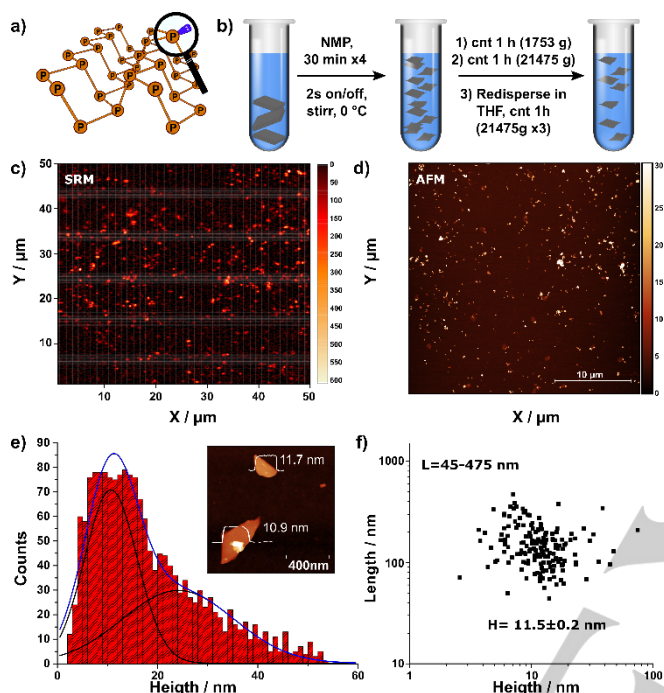 a)
P P P P P P P P P P P P P P P P P P P P
b)
NMP,
30 min x4
2s on/off,
stirr, 0 °C
1) cnt 1 h (1753 g)
2) cnt 1 h (21475 g)
3) Redisperse in
THF, cnt 1h
(21475g x3)
c)
SRM
50
40
30
20
10
Y / µm
10 20 30 40 50
X / µm
0
50
100
150
200
250
300
350
400
450
500
d)
AFM
Y / µm
10 µm
X / µm
30
25
20
15
10
5
0
e)
90
80
70
60
50
40
30
20
10
0
Counts
11.7 nm
10.9 nm
400nm
0 20 40 60
Heigth / nm
f)
1000
100
10
Length / nm
L=45-475 nm
H= 11.5±0.2 nm
1 10 100
Heigth / nm